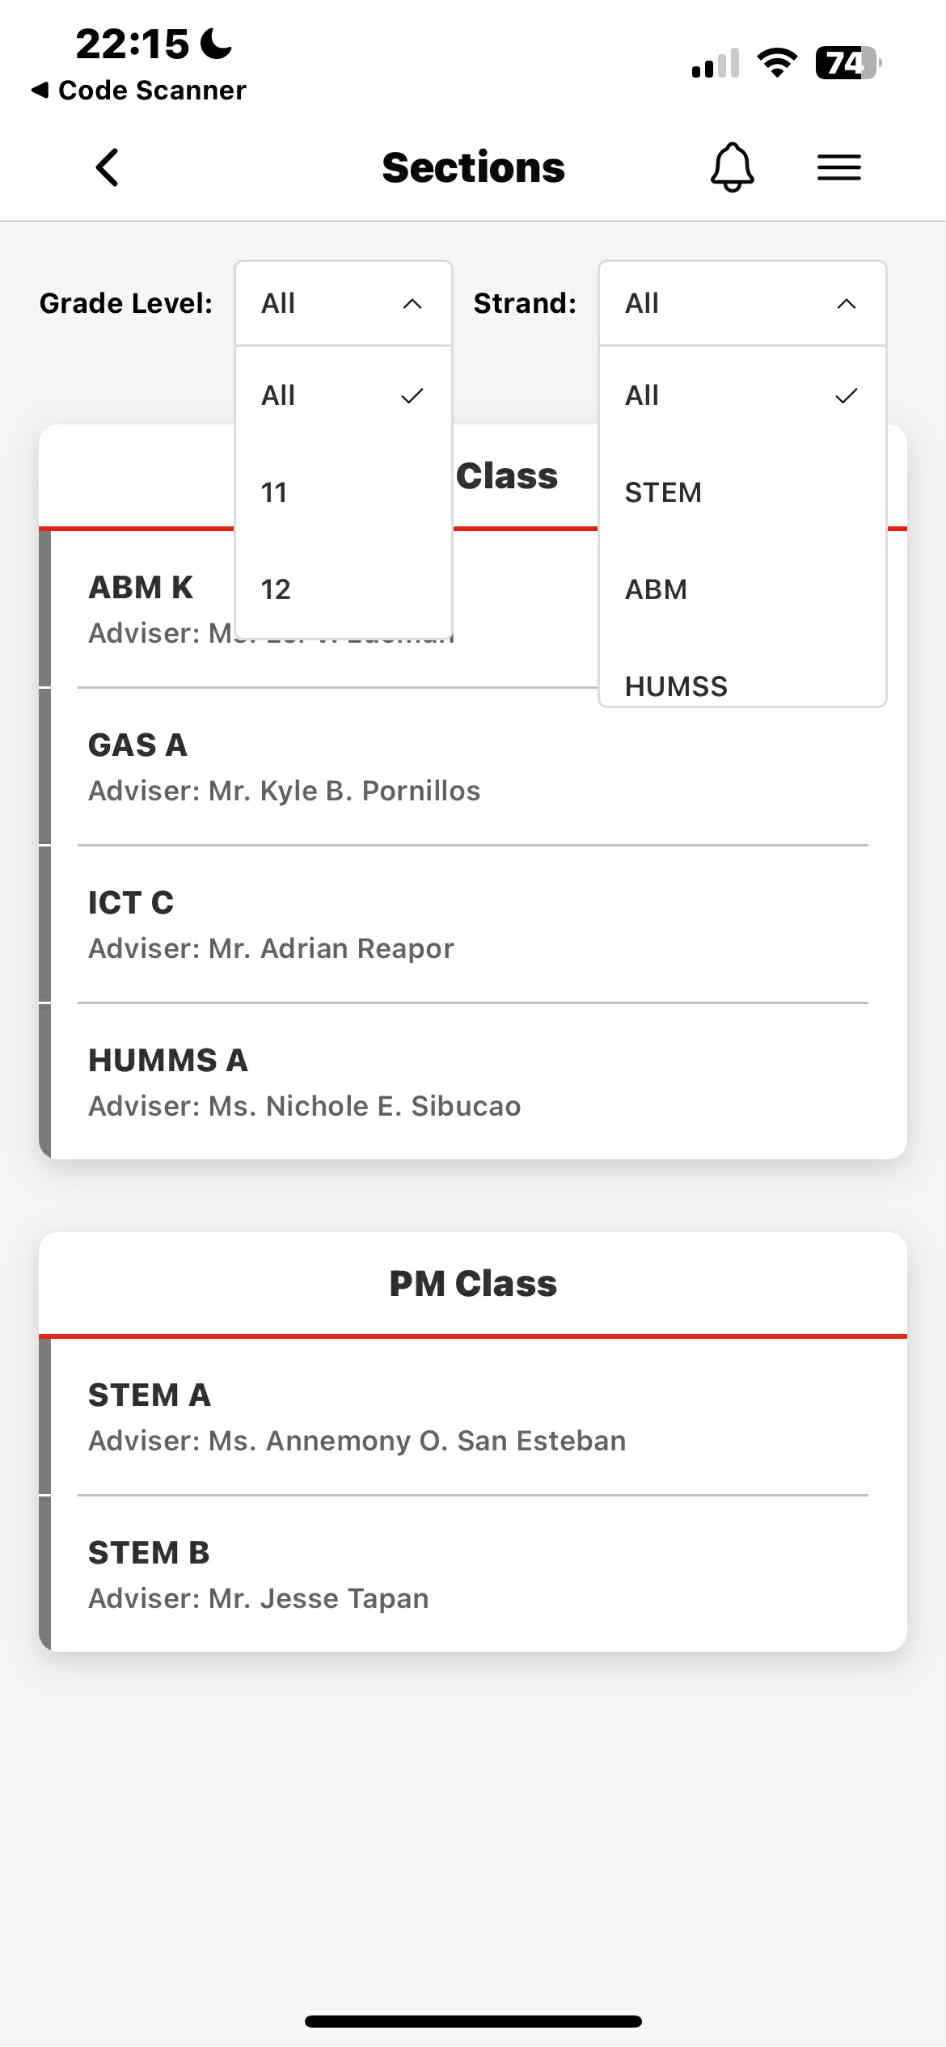 22:15
74
Code Scanner
Sections
Grade Level: All
Strand: All
All
11
12
All
STEM
ABM
HUMSS
Class
ABM K
Adviser:
GAS A
Adviser: Mr. Kyle B. Pornillos
ICT C
Adviser: Mr. Adrian Reapor
HUMMS A
Adviser: Ms. Nichole E. Sibucao
PM Class
STEM A
Adviser: Ms. Annemony O. San Esteban
STEM B
Adviser: Mr. Jesse Tapan